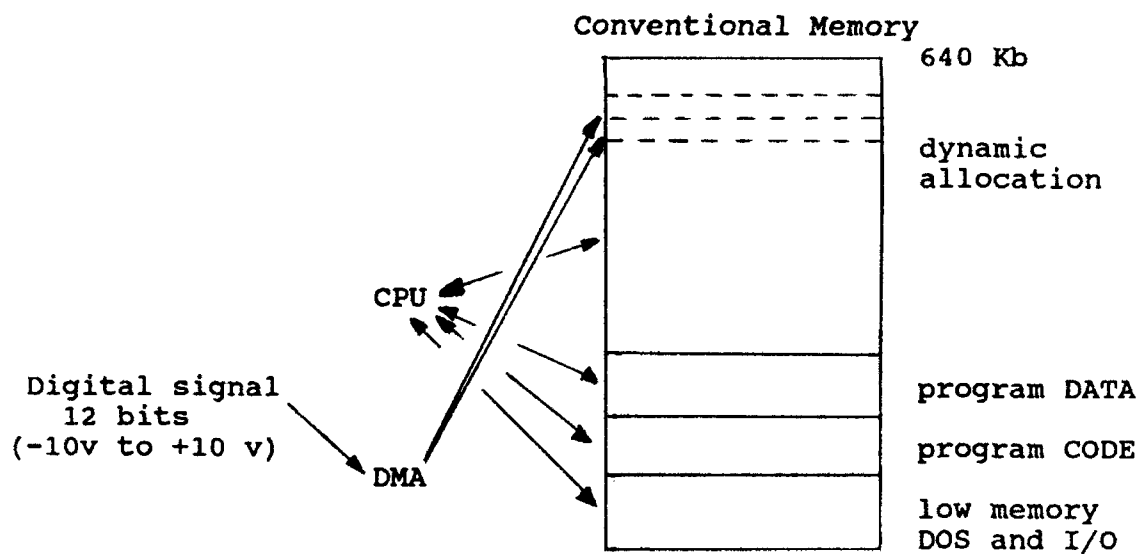 Conventional Memory
640 Kb
dynamic
allocation
CPU
Digital signal
12 bits
(-10v to +10 v)
DMA
program DATA
program CODE
low memory
DOS and I/O